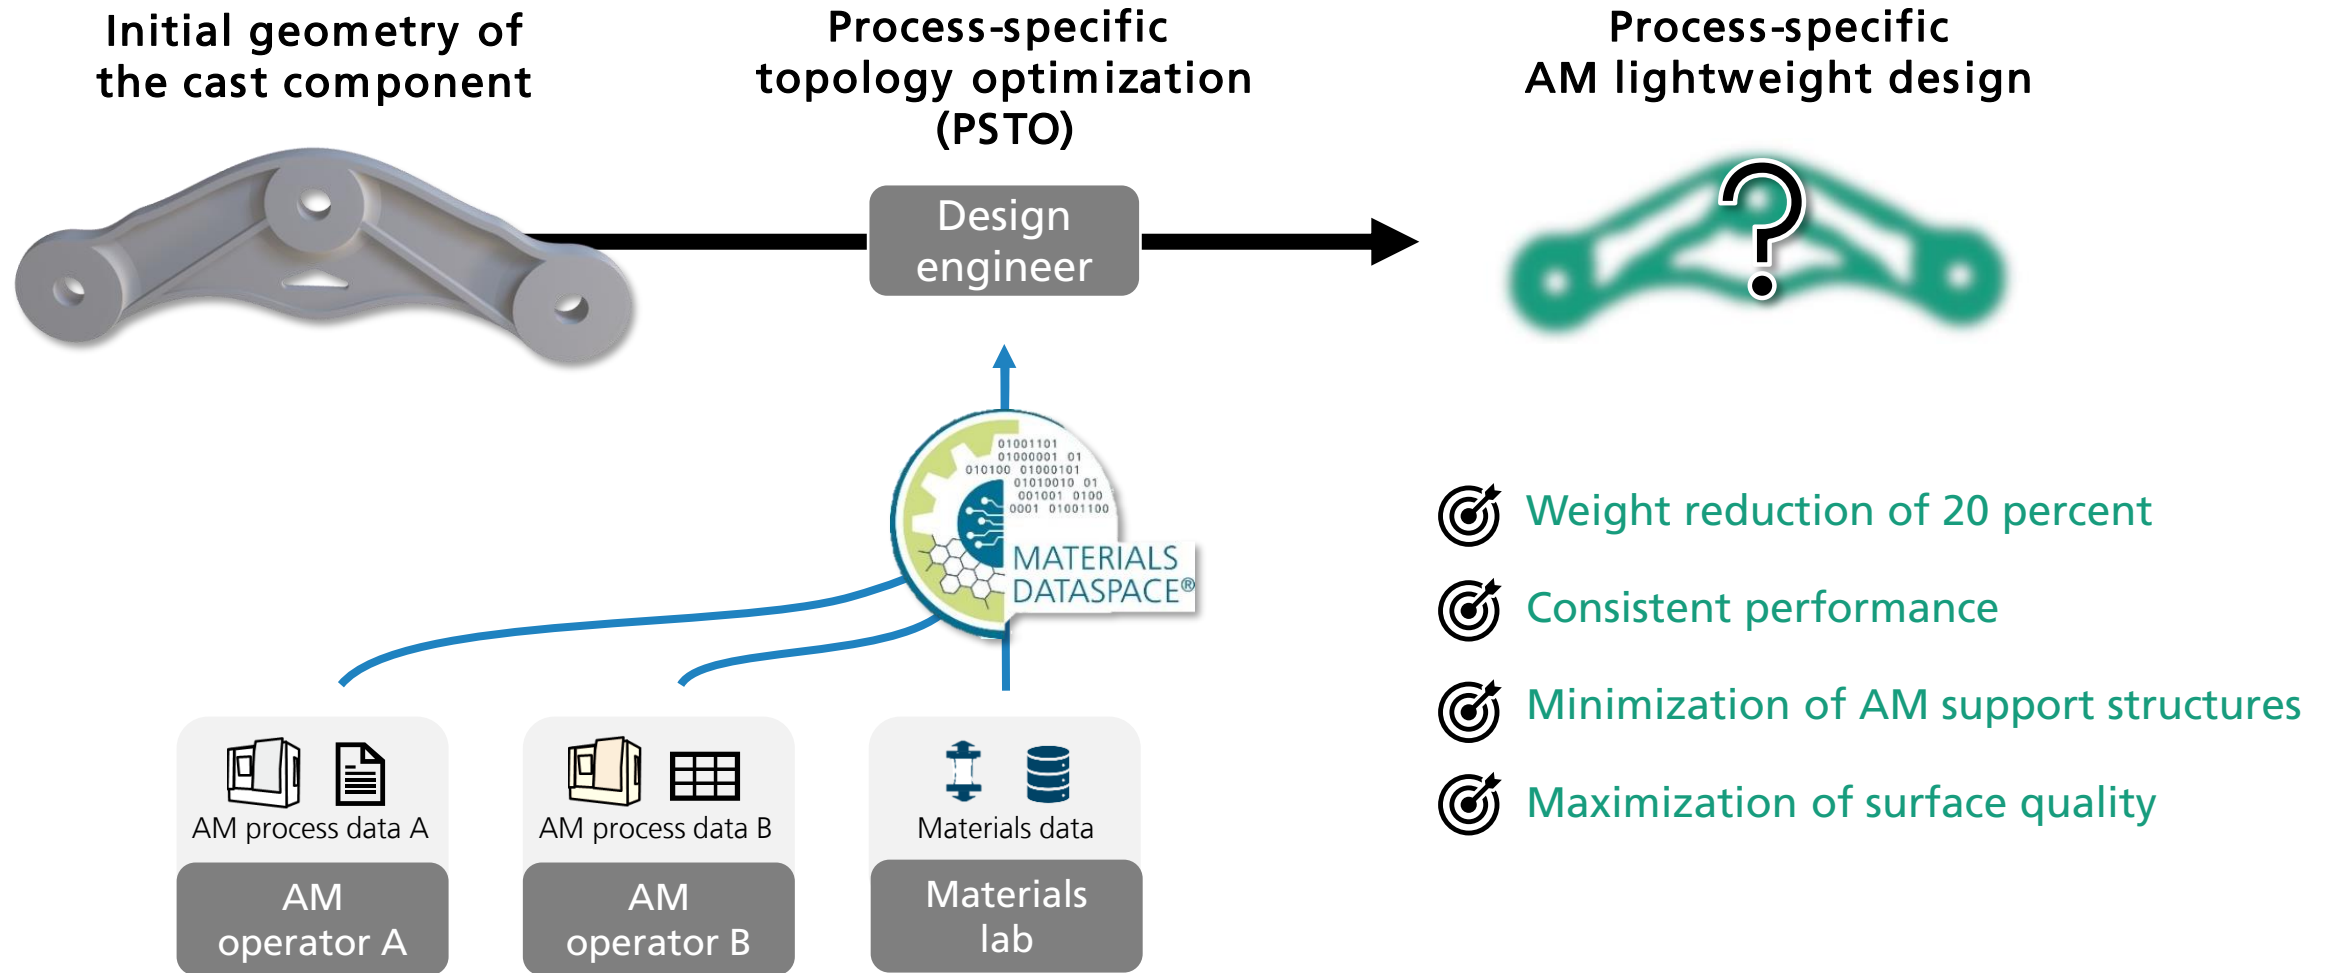 Initial geometry of
the cast component
Process-specific
topology optimization
(PSTO)
Process-specific
AM lightweight design
Design
engineer
01001101
01000001 01
010100 01000101
01010010 01
001001 0100
0001 01001100
MATERIALS
DATASPACE®
Weight reduction of 20 percent
Consistent performance
Minimization of AM support structures
Maximization of surface quality
AM process data A
AM
operator A
AM process data B
AM
operator B
Materials data
Materials
lab
?